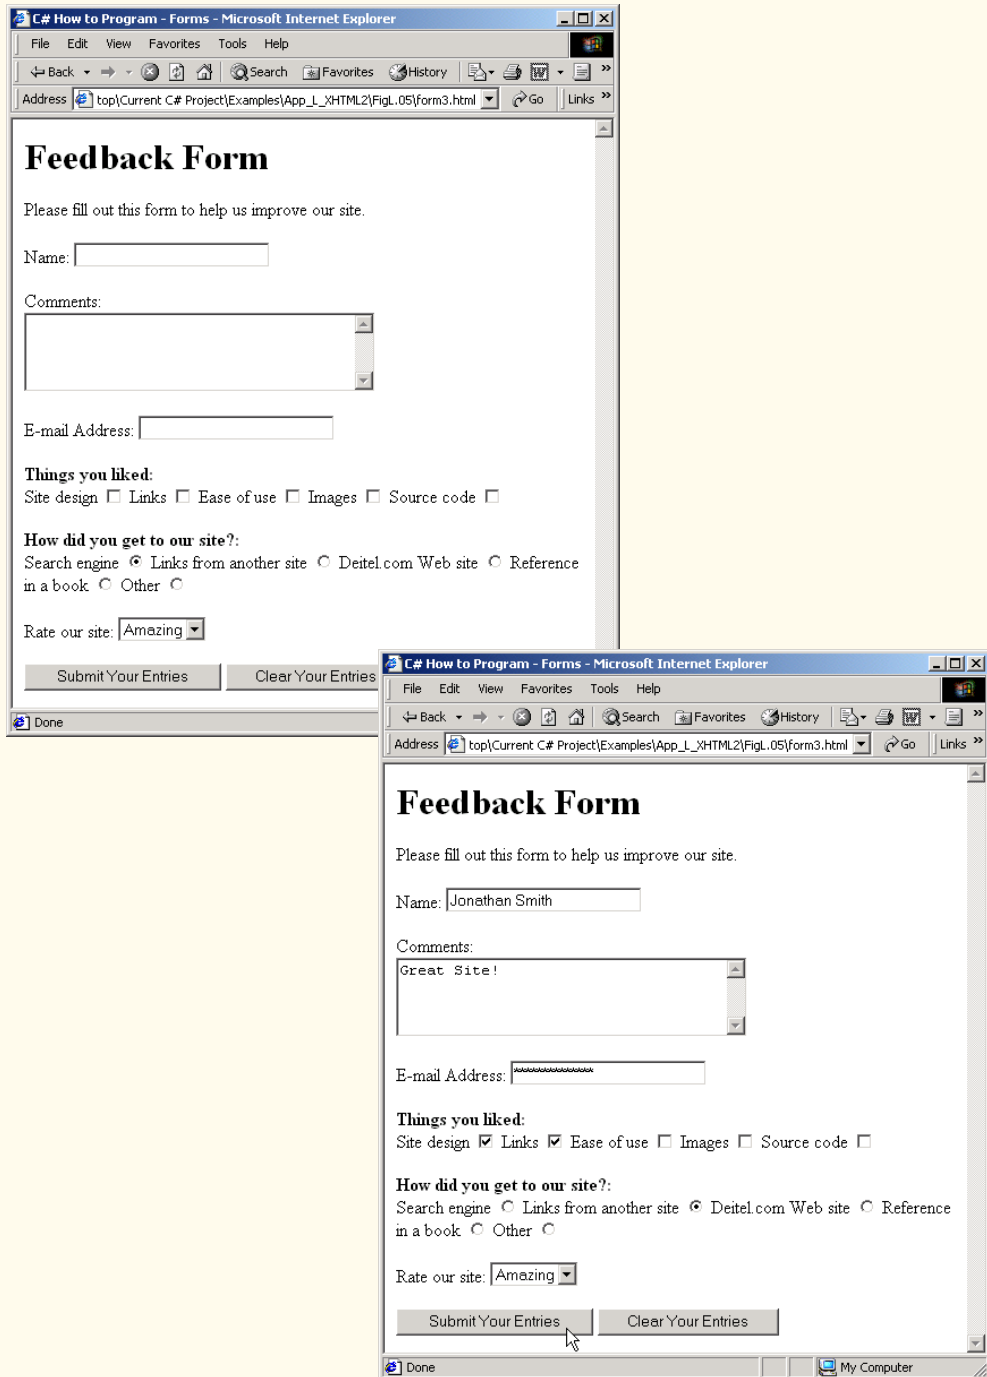 C# How to Program - Forms - Microsoft Internet Explorer
File Edit View Favorites Tools Help
Back Search Favorites History
Address top\Current C# Project\Examples\App_L_XHTML2\FigL.05\form3.html Go Links »
Feedback Form
Please fill out this form to help us improve our site.
Name:
Comments:
E-mail Address:
Things you liked:
Site design Links Ease of use Images Source code
How did you get to our site?:
Search engine Links from another site Deitel.com Web site Reference
in a book Other
Rate our site: Amazing
Submit Your Entries Clear Your Entries
Done
C# How to Program - Forms - Microsoft Internet Explorer
File Edit View Favorites Tools Help
Back Search Favorites History
Address top\Current C# Project\Examples\App_L_XHTML2\FigL.05\form3.html Go Links »
Feedback Form
Please fill out this form to help us improve our site.
Name: Jonathan Smith
Comments:
Great Site!
E-mail Address: ***************
Things you liked:
Site design Links Ease of use Images Source code
How did you get to our site?:
Search engine Links from another site Deitel.com Web site Reference
in a book Other
Rate our site: Amazing
Submit Your Entries Clear Your Entries
Done My Computer